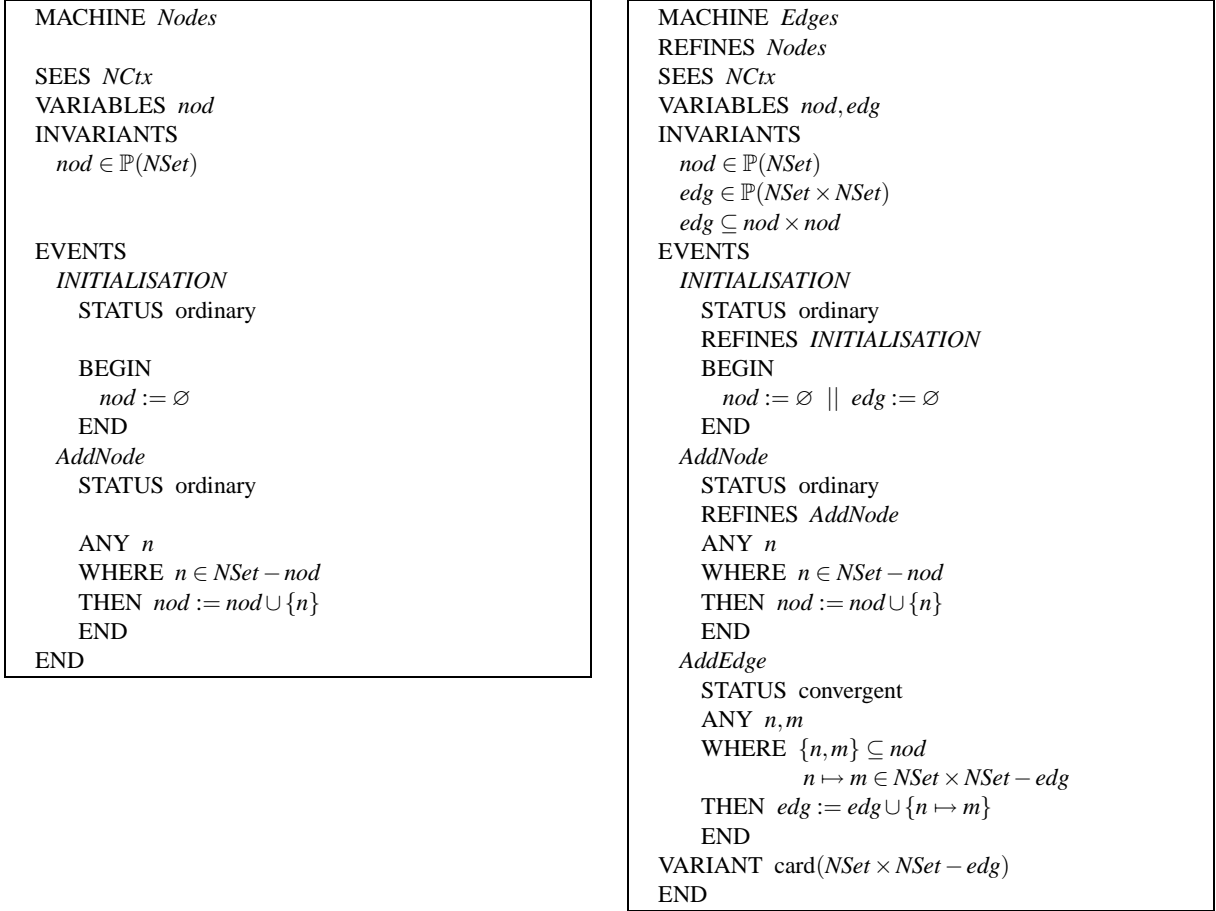 MACHINE Nodes
SEES NCtx
VARIABLES nod
INVARIANTS
nod ∈ ℙ(NSet)
EVENTS
INITIALISATION
STATUS ordinary
BEGIN
nod := ∅
END
AddNode
STATUS ordinary
ANY n
WHERE n ∈ NSet − nod
THEN nod := nod ∪ {n}
END
END
MACHINE Edges
REFINES Nodes
SEES NCtx
VARIABLES nod, edg
INVARIANTS
nod ∈ ℙ(NSet)
edg ∈ ℙ(NSet × NSet)
edg ⊆ nod × nod
EVENTS
INITIALISATION
STATUS ordinary
REFINES INITIALISATION
BEGIN
nod := ∅ || edg := ∅
END
AddNode
STATUS ordinary
REFINES AddNode
ANY n
WHERE n ∈ NSet − nod
THEN nod := nod ∪ {n}
END
AddEdge
STATUS convergent
ANY n, m
WHERE {n, m} ⊆ nod
n ↦ m ∈ NSet × NSet − edg
THEN edg := edg ∪ {n ↦ m}
END
VARIANT card(NSet × NSet − edg)
END